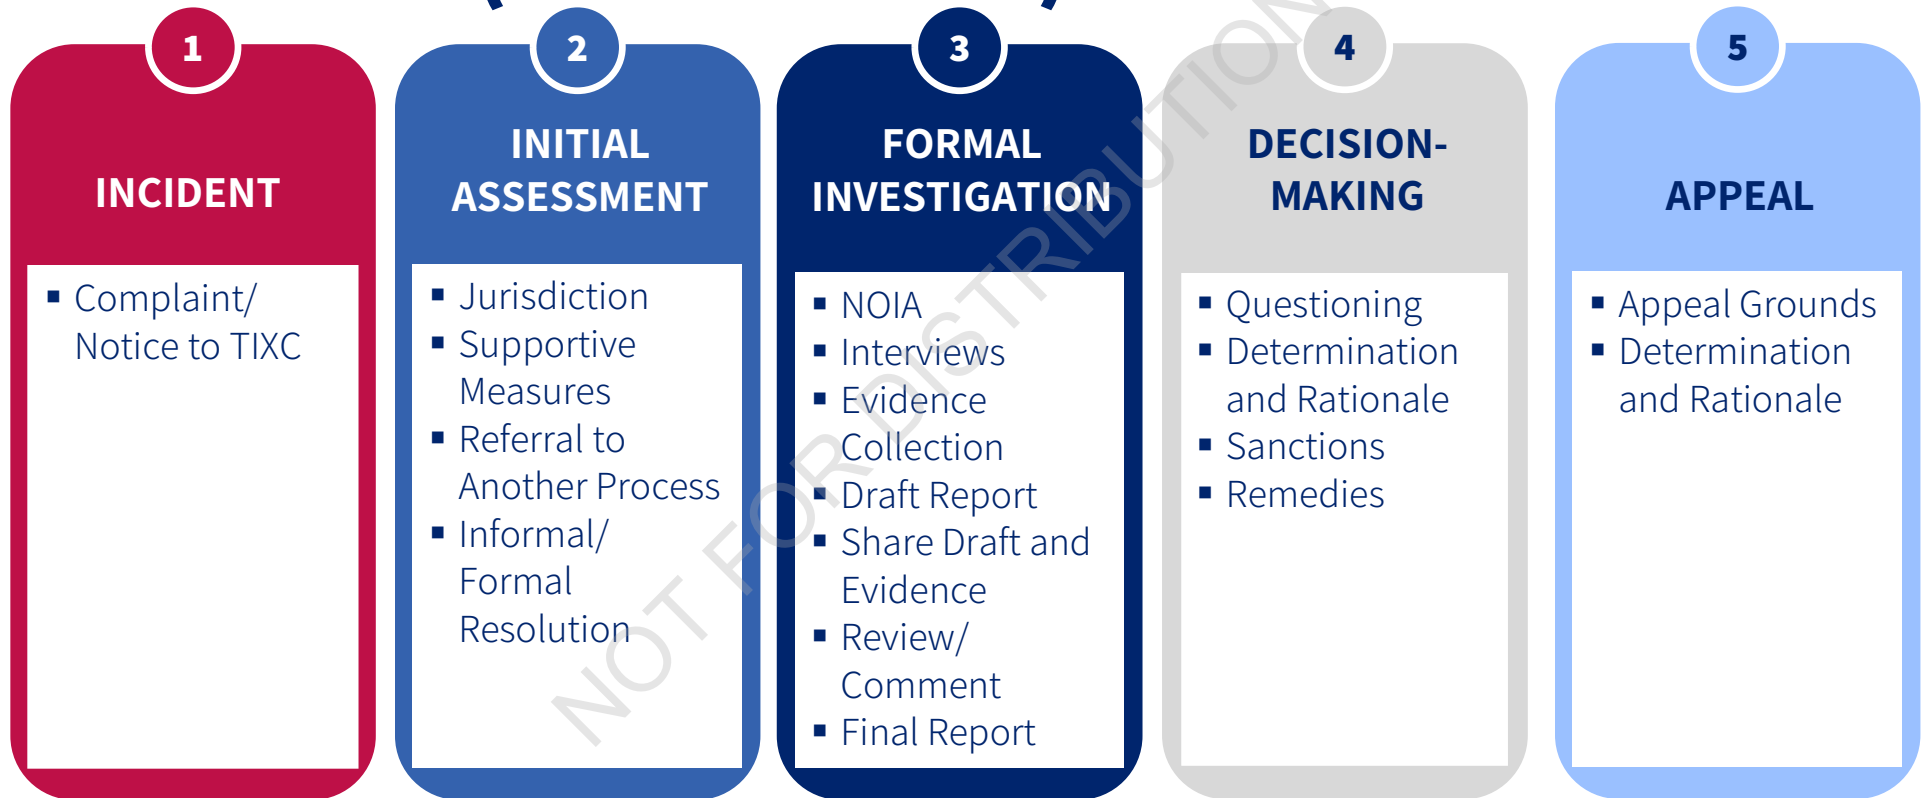 1
INCIDENT
▪ Complaint/
Notice to TIXC
2
INITIAL
ASSESSMENT
▪ Jurisdiction
▪ Supportive
Measures
▪ Referral to
Another Process
▪ Informal/
Formal
Resolution
3
FORMAL
INVESTIGATION
▪ NOIA
▪ Interviews
▪ Evidence
Collection
▪ Draft Report
▪ Share Draft and
Evidence
▪ Review/
Comment
▪ Final Report
4
DECISION-
MAKING
▪ Questioning
▪ Determination
and Rationale
▪ Sanctions
▪ Remedies
5
APPEAL
▪ Appeal Grounds
▪ Determination
and Rationale
NOT FOR DISTRIBUTION